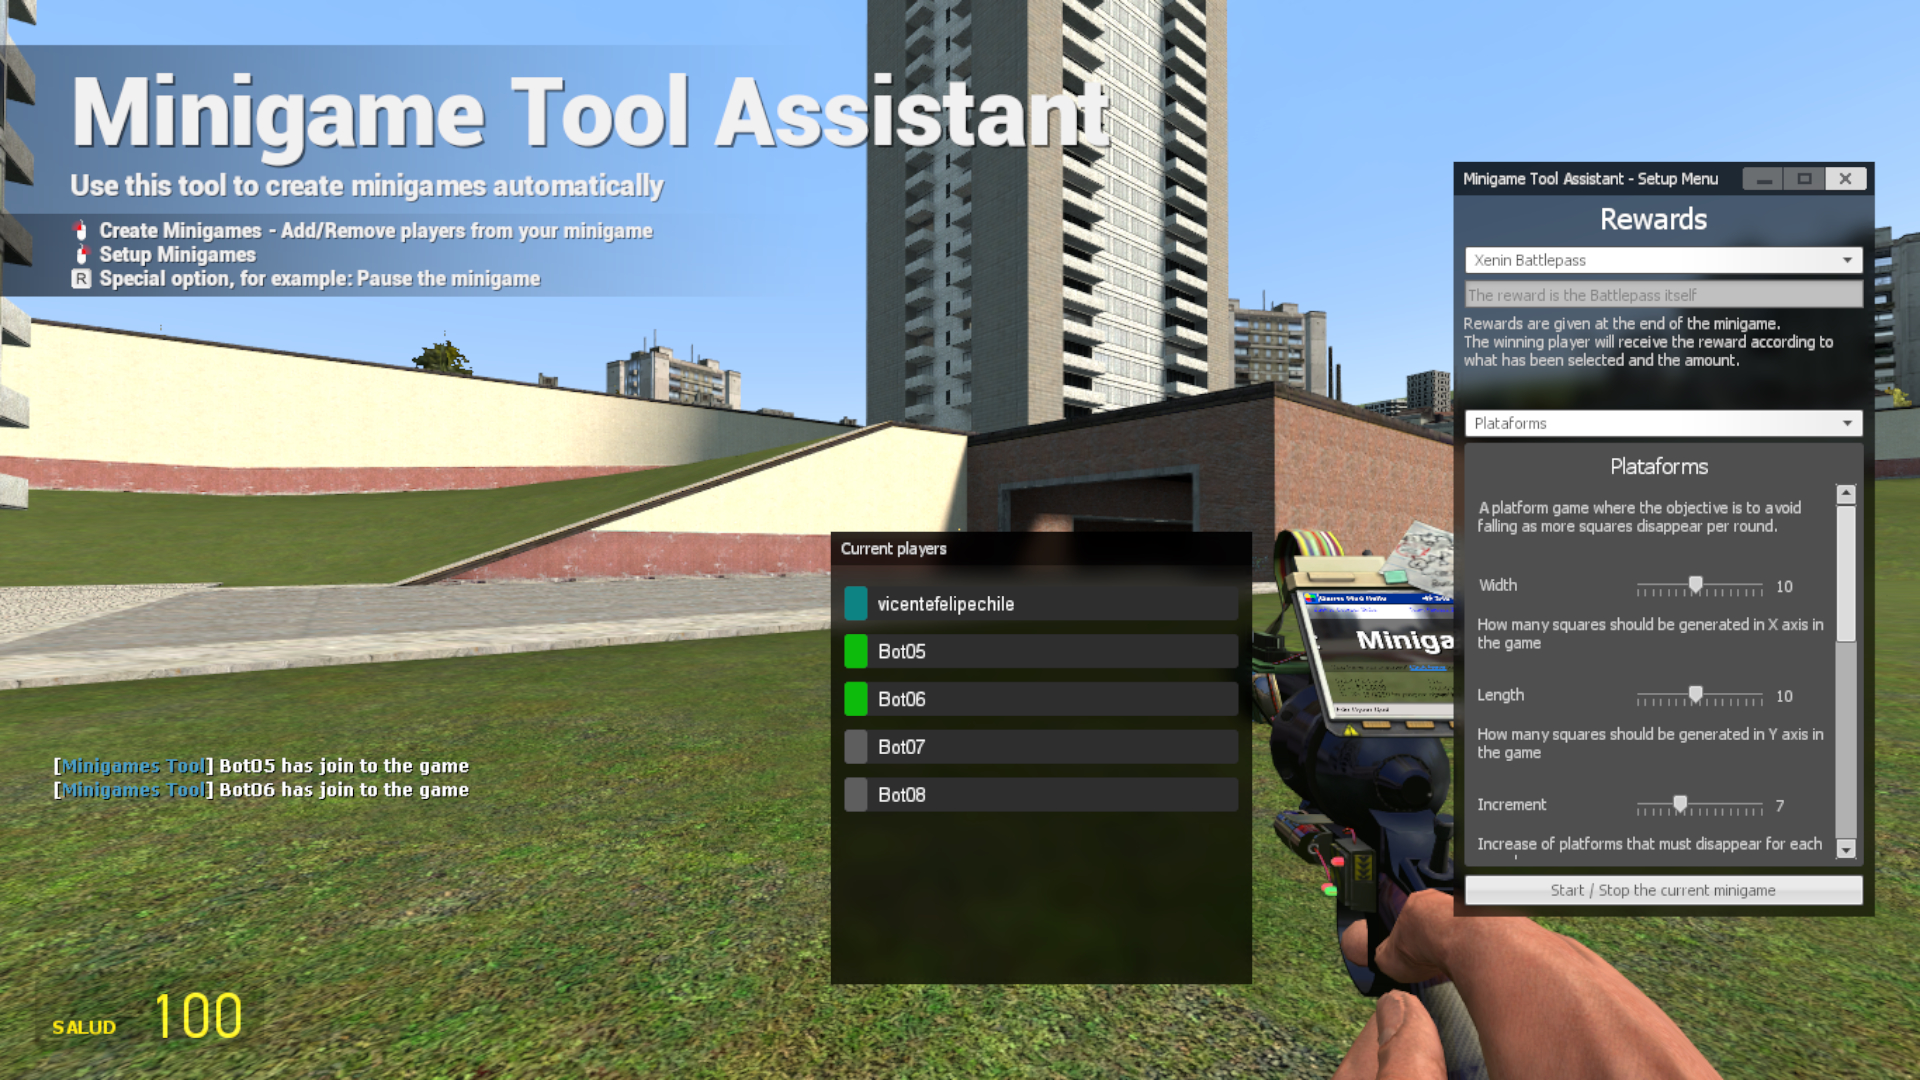 Minigame Tool Assistant
Use this tool to create minigames automatically
Create Minigames - Add/Remove players from your minigame
Setup Minigames
R Special option, for example: Pause the minigame
Minigame Tool Assistant - Setup Menu
Rewards
Xenin Battlepass
The reward is the Battlepass itself
Rewards are given at the end of the minigame.
The winning player will receive the reward according to
what has been selected and the amount.
Plataforms
Plataforms
A platform game where the objective is to avoid
falling as more squares disappear per round.
Width 10
How many squares should be generated in X axis in
the game
Length 10
How many squares should be generated in Y axis in
the game
Increment 7
Increase of platforms that must disappear for each
Start / Stop the current minigame
Current players
vicentefelipechile
Bot05
Bot06
Bot07
Bot08
Miniga
[Minigames Tool] Bot05 has join to the game
[Minigames Tool] Bot06 has join to the game
SALUD 100